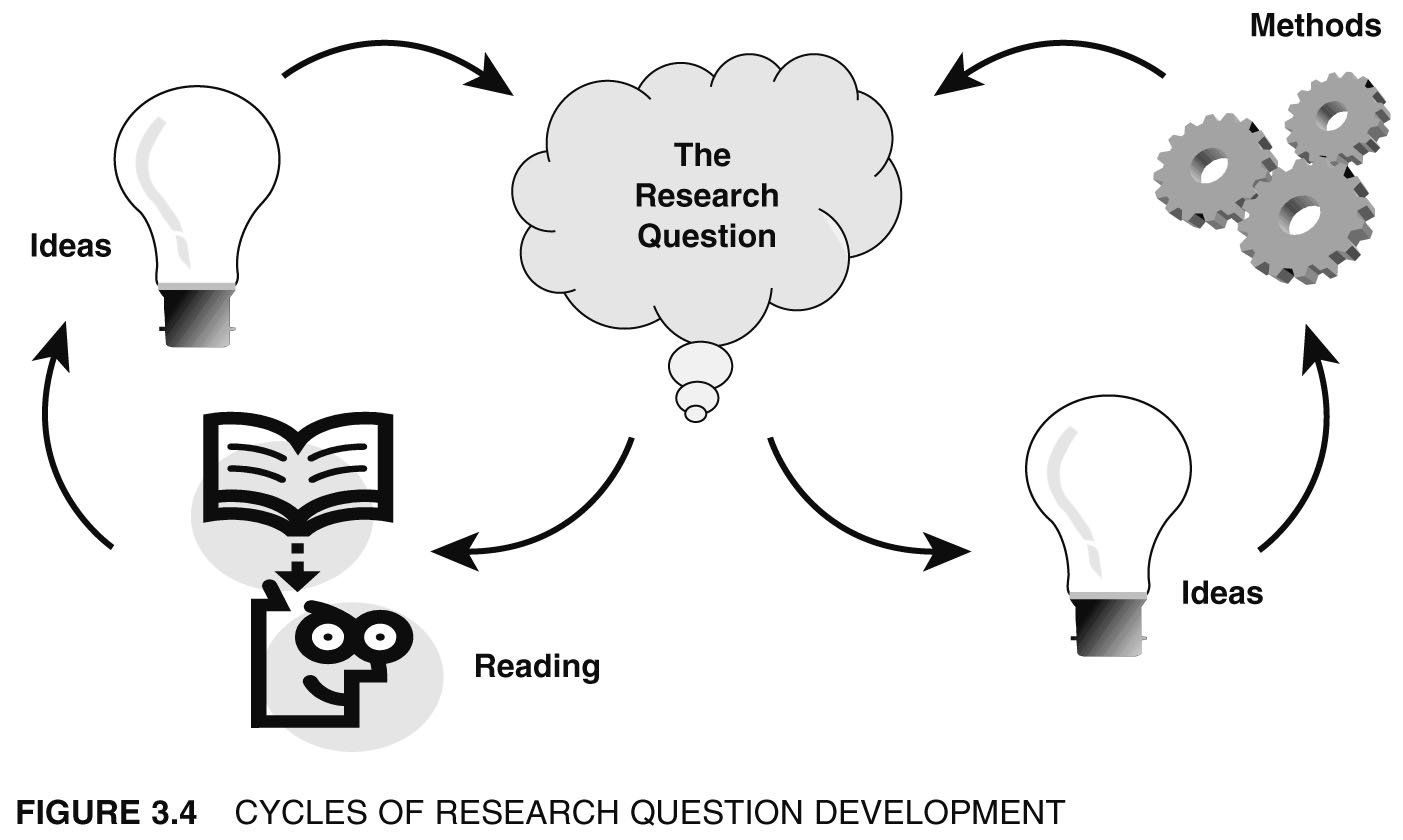 Methods
The
Research
Question
Ideas
Ideas
Reading
FIGURE 3.4 CYCLES OF RESEARCH QUESTION DEVELOPMENT